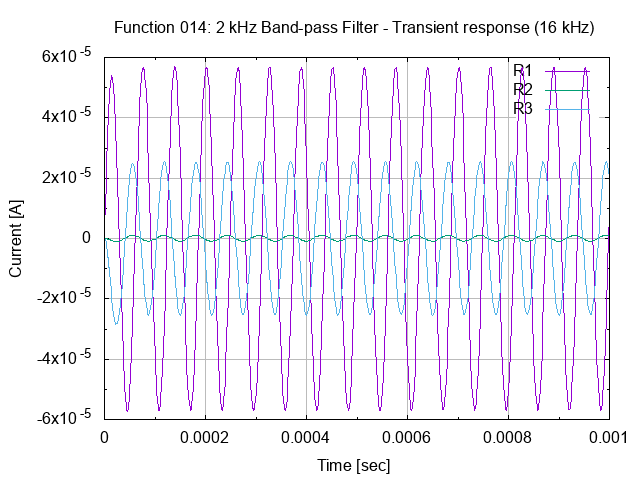 Function 014: 2 kHz Band-pass Filter - Transient response (16 kHz)
6x10 -5
4x10 -5
2x10 -5
0
-2x10 -5
-4x10 -5
-6x10 -5
Current [A]
R1
R2
R3
0 0.0002 0.0004 0.0006 0.0008 0.001
Time [sec]